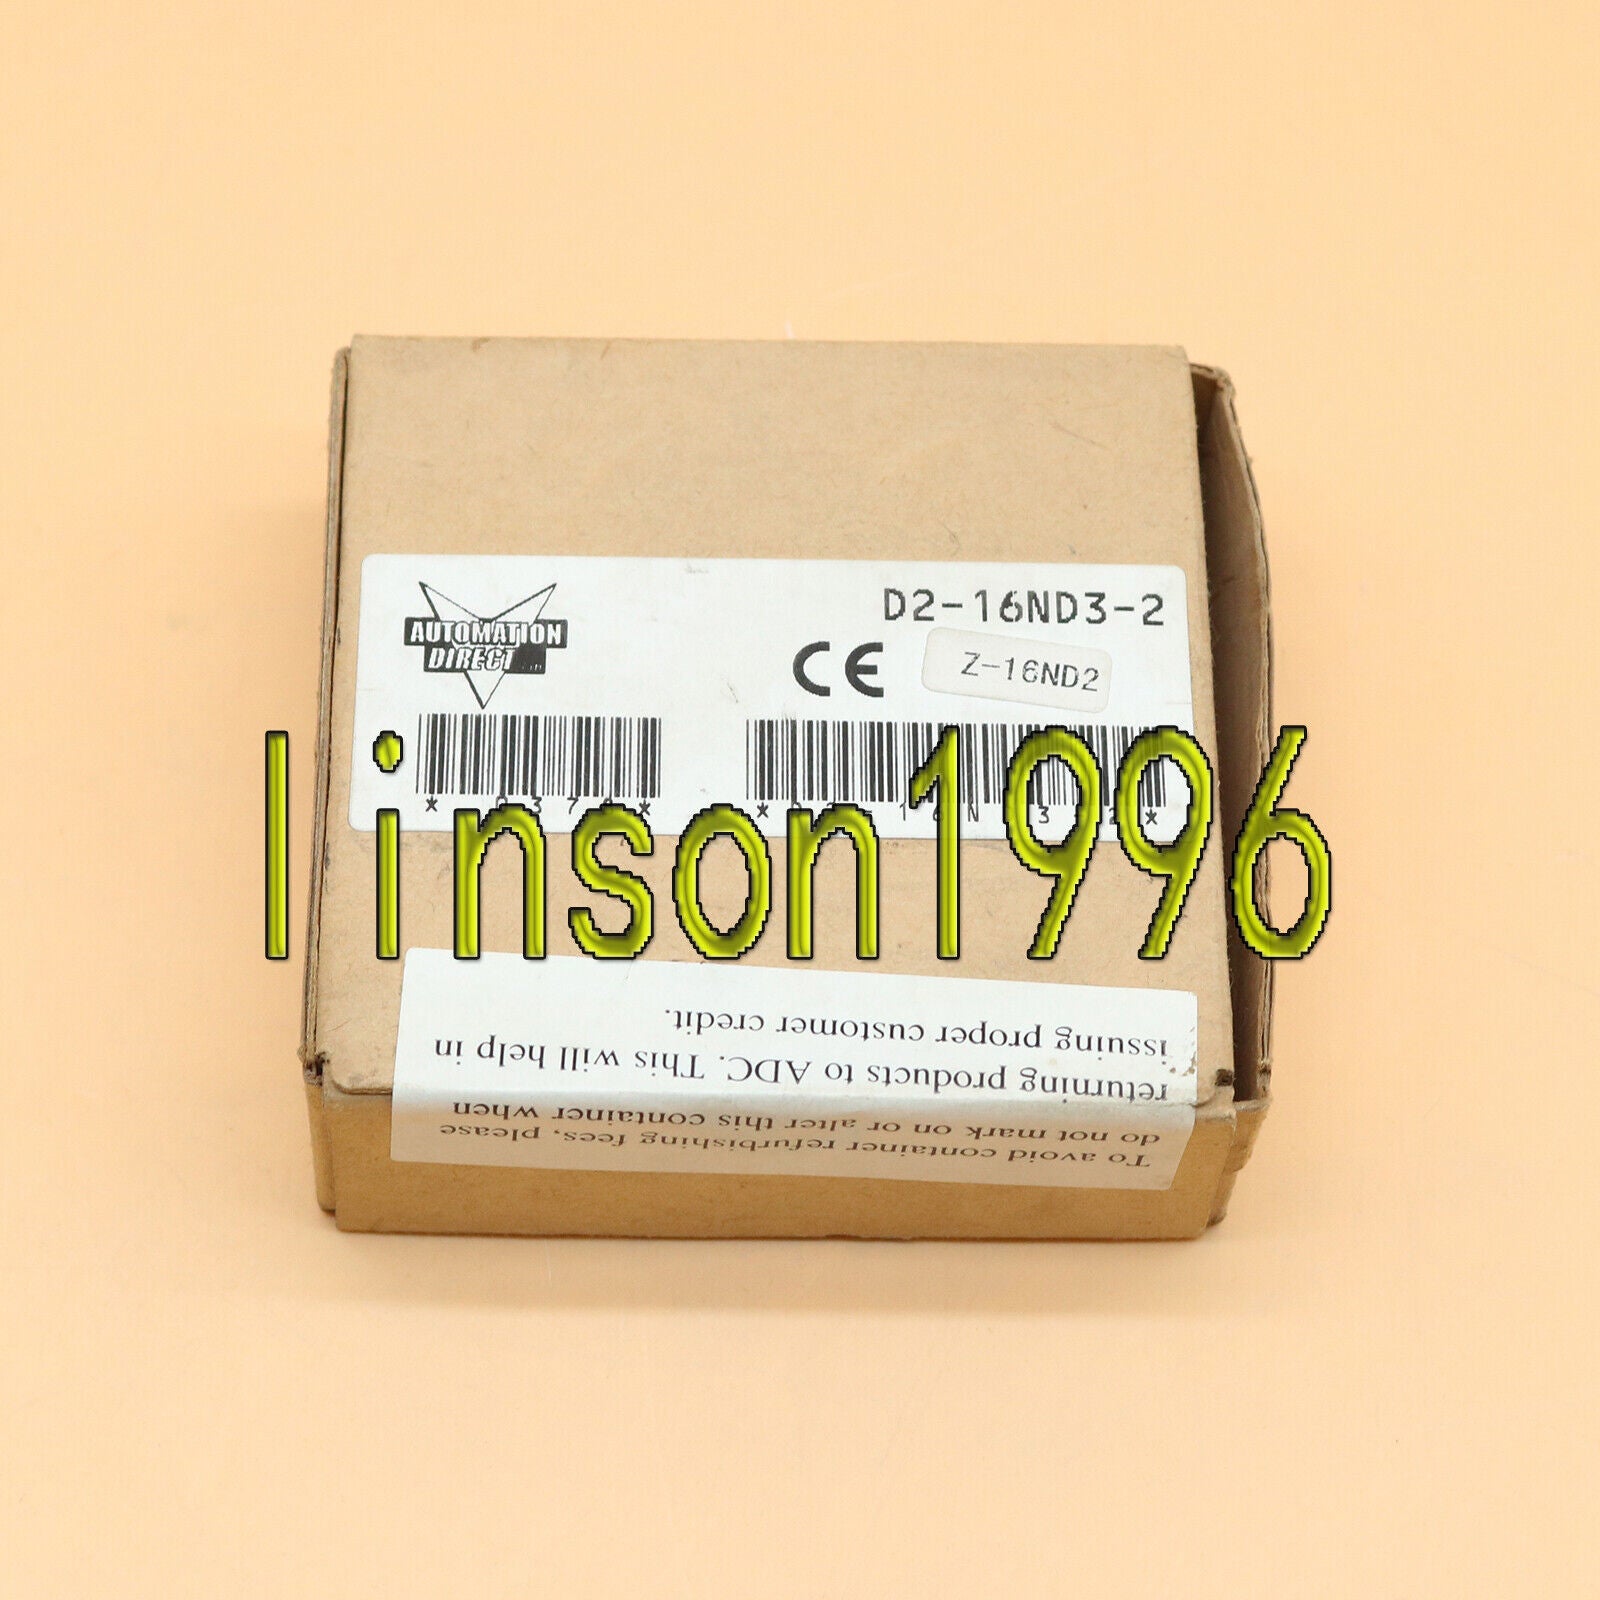 AUTOMATION
DIRECT
D2-16ND3-2
CE
Z-16ND2
linson1996
To avoid container refurbishing fees, please
do not mark on or alter this container when
returning products to ADC. This will help in
issuing proper customer credit.